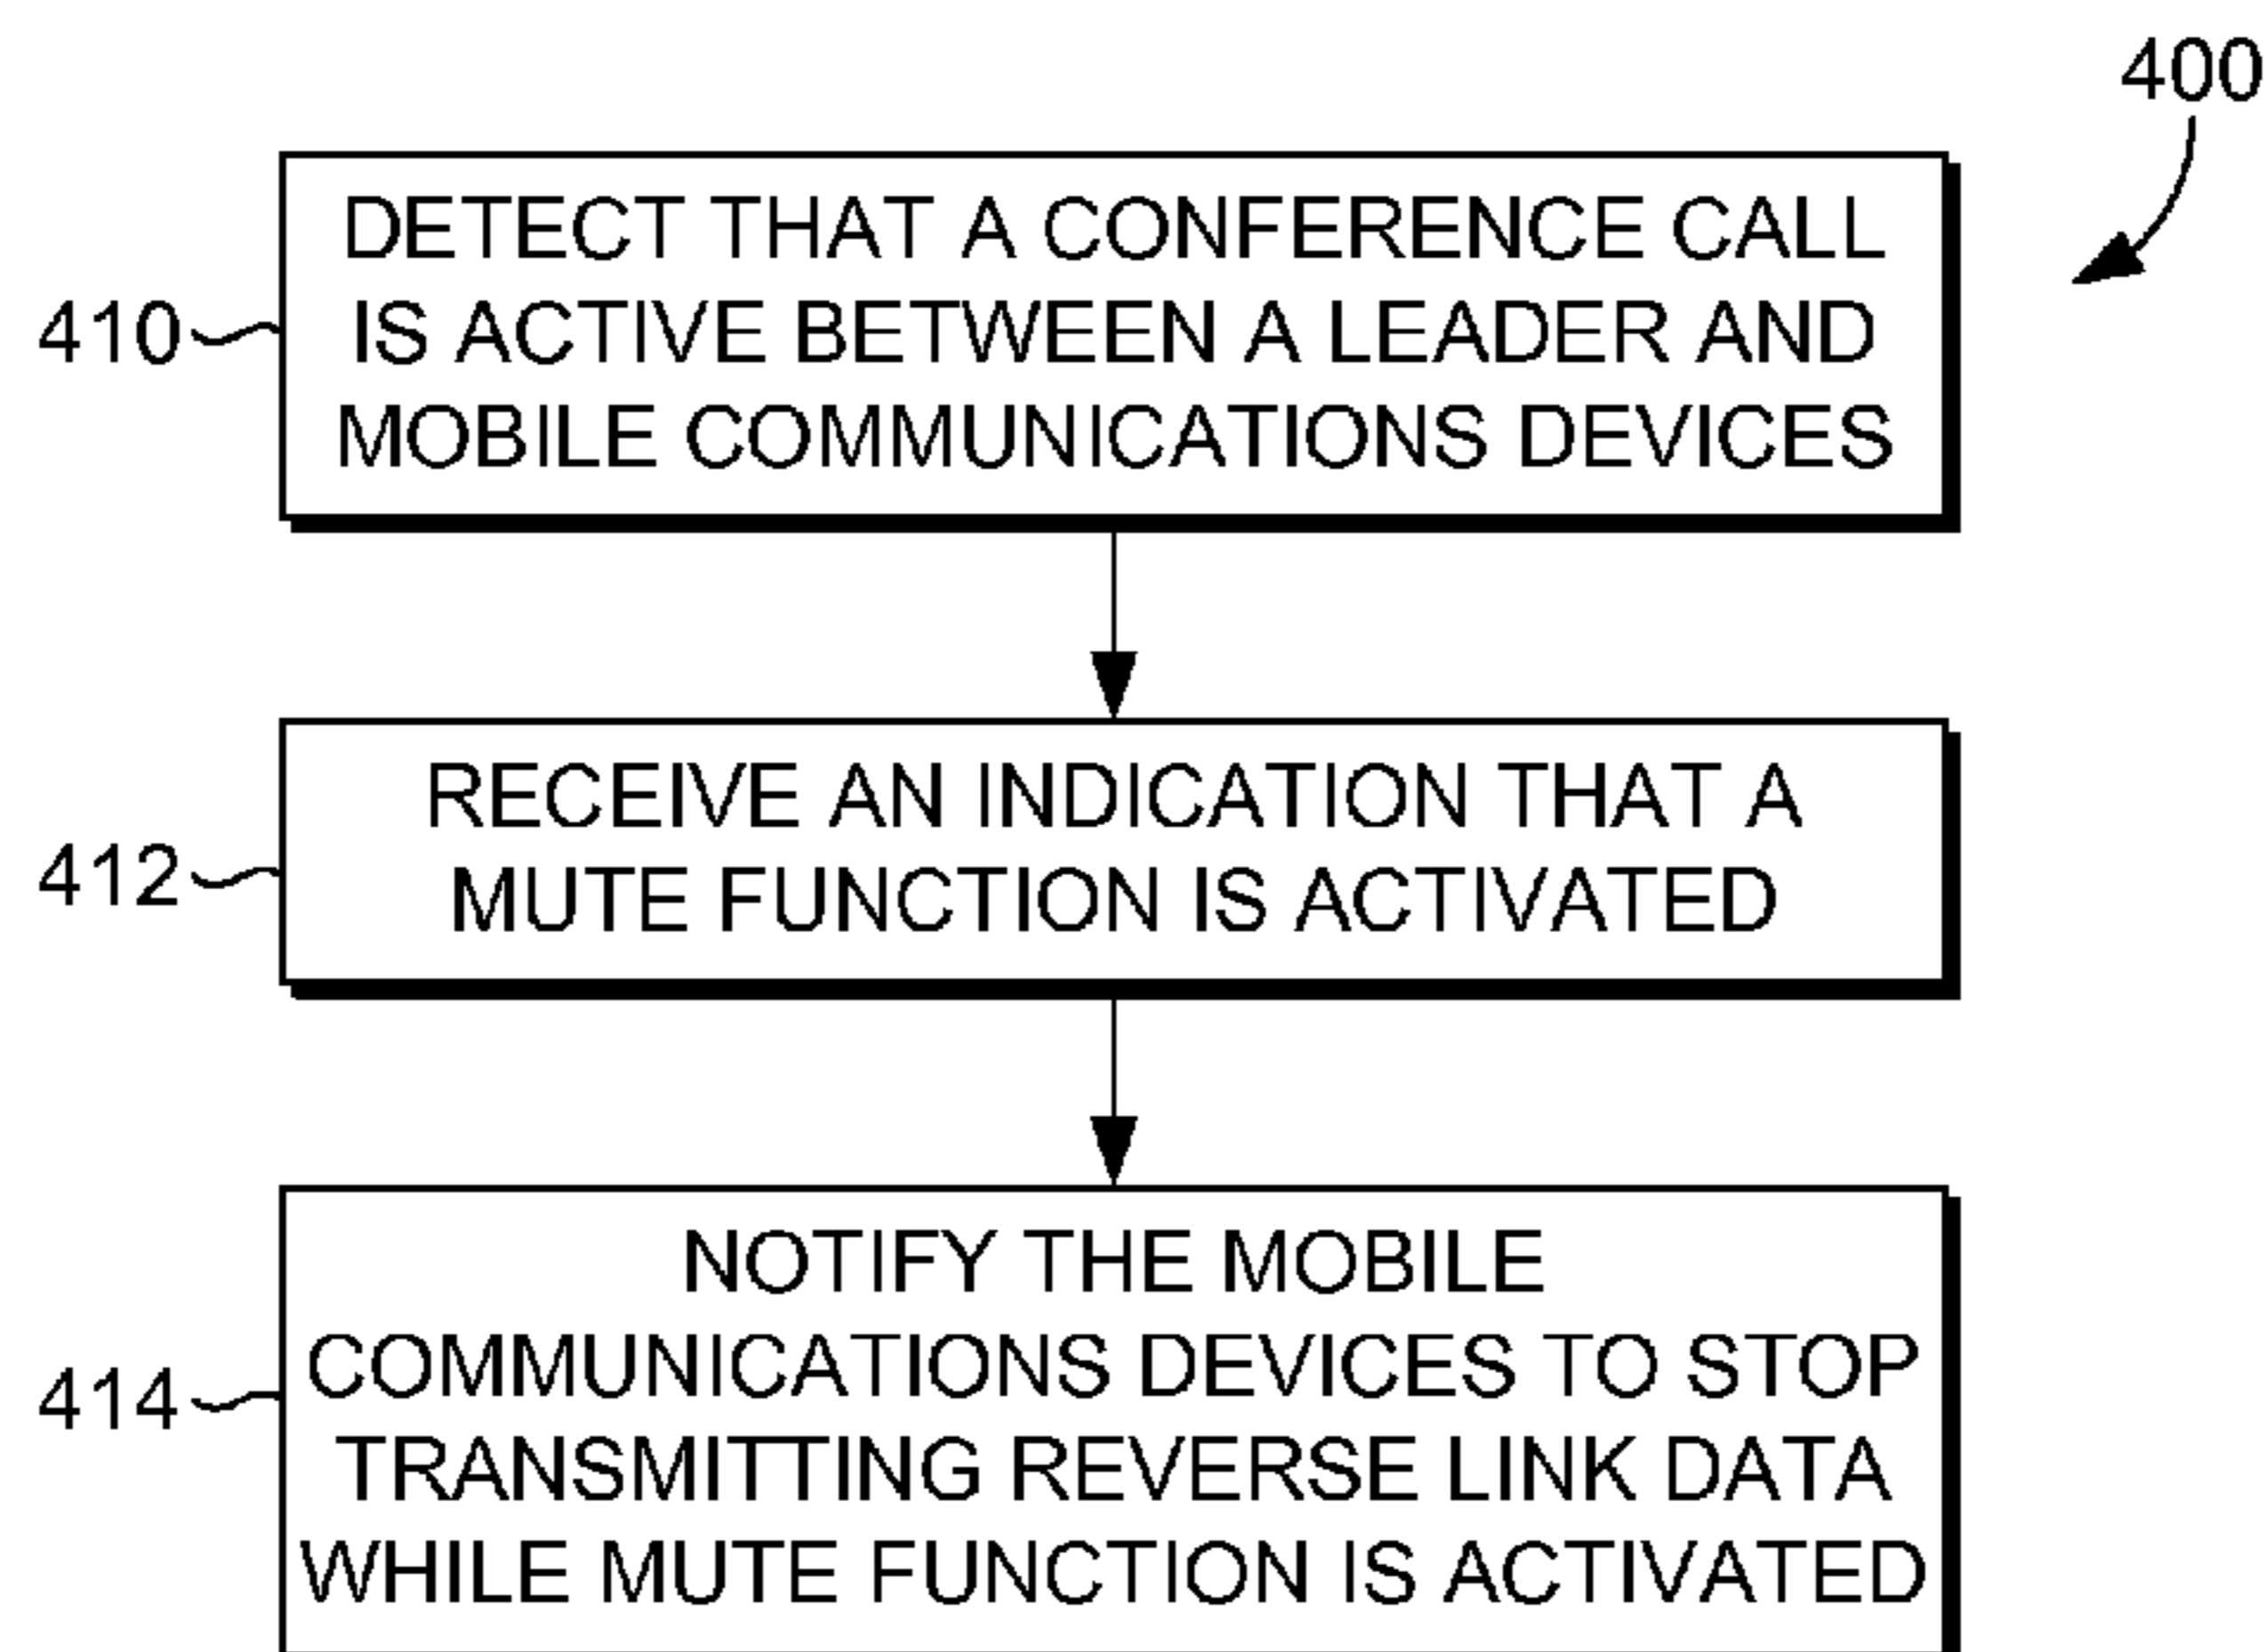 400
DETECT THAT A CONFERENCE CALL
IS ACTIVE BETWEEN A LEADER AND
MOBILE COMMUNICATIONS DEVICES
410
RECEIVE AN INDICATION THAT A
MUTE FUNCTION IS ACTIVATED
412
NOTIFY THE MOBILE
COMMUNICATIONS DEVICES TO STOP
TRANSMITTING REVERSE LINK DATA
WHILE MUTE FUNCTION IS ACTIVATED
414